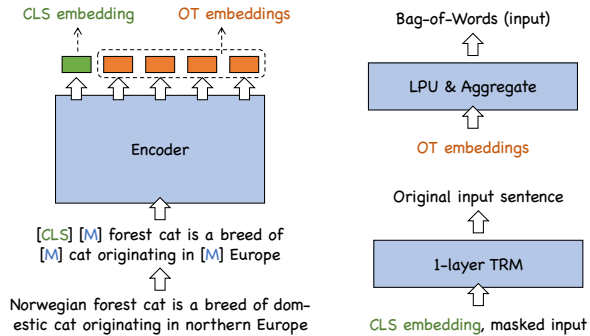 CLS embedding
OT embeddings
Encoder
[CLS] [M] forest cat is a breed of
[M] cat originating in [M] Europe
Norwegian forest cat is a breed of dom-
estic cat originating in northern Europe
Bag-of-Words (input)
LPU & Aggregate
OT embeddings
Original input sentence
1-layer TRM
CLS embedding, masked input